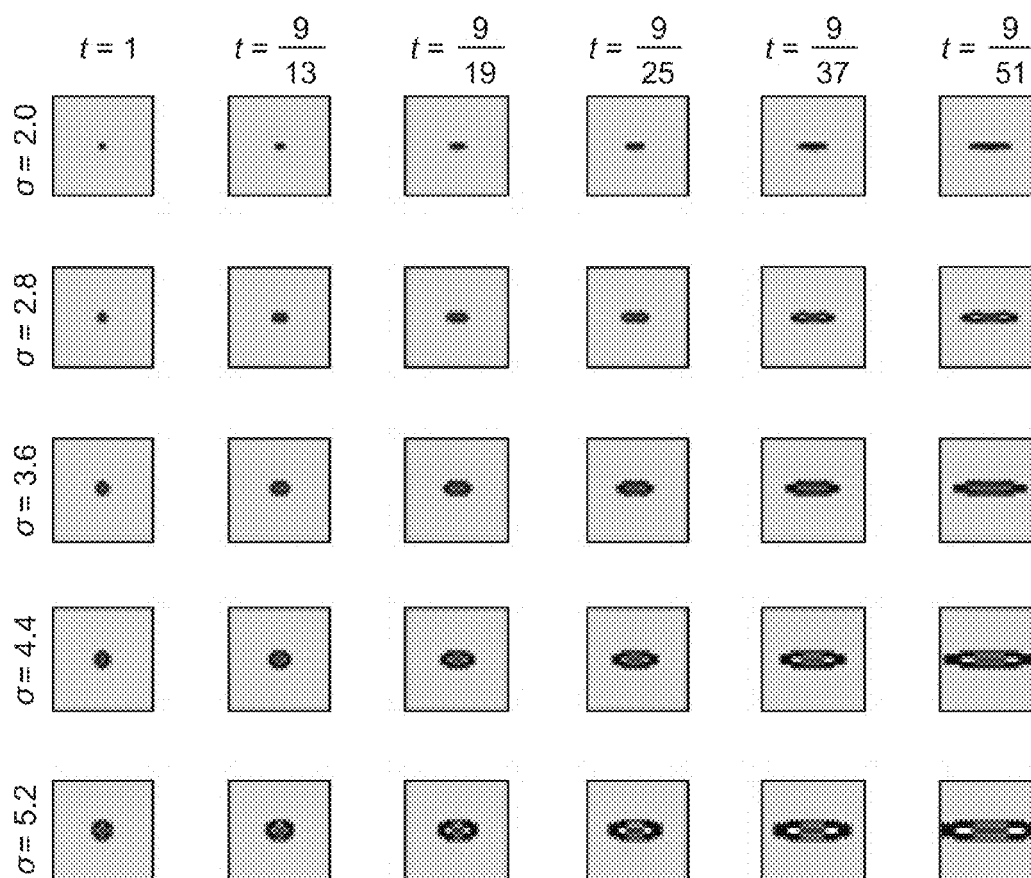 t = 1 t = 9/13 t = 9/19 t = 9/25 t = 9/37 t = 9/51
σ = 2.0
σ = 2.8
σ = 3.6
σ = 4.4
σ = 5.2